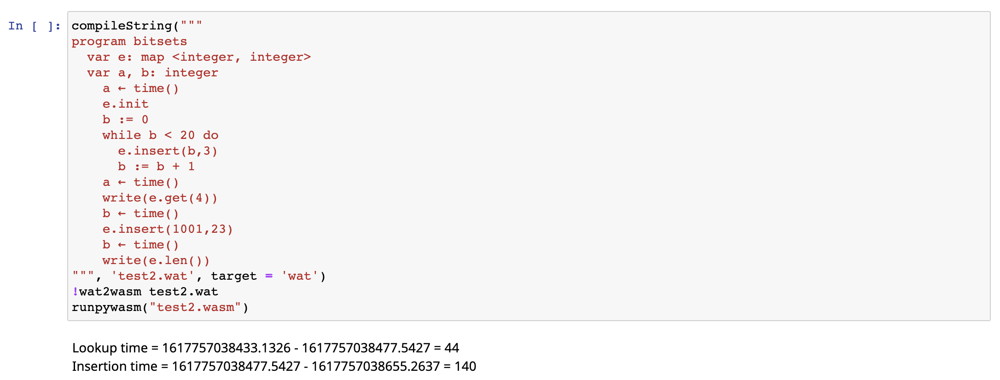 In [ ]: compileString("""
program bitsets
  var e: map <integer, integer>
  var a, b: integer
    a ← time()
    e.init
    b := 0
    while b < 20 do
      e.insert(b,3)
      b := b + 1
    a ← time()
    write(e.get(4))
    b ← time()
    e.insert(1001,23)
    b ← time()
    write(e.len())
""", 'test2.wat', target = 'wat')
!wat2wasm test2.wat
runpywasm("test2.wasm")
Lookup time = 1617757038433.1326 - 1617757038477.5427 = 44
Insertion time = 1617757038477.5427 - 1617757038655.2637 = 140